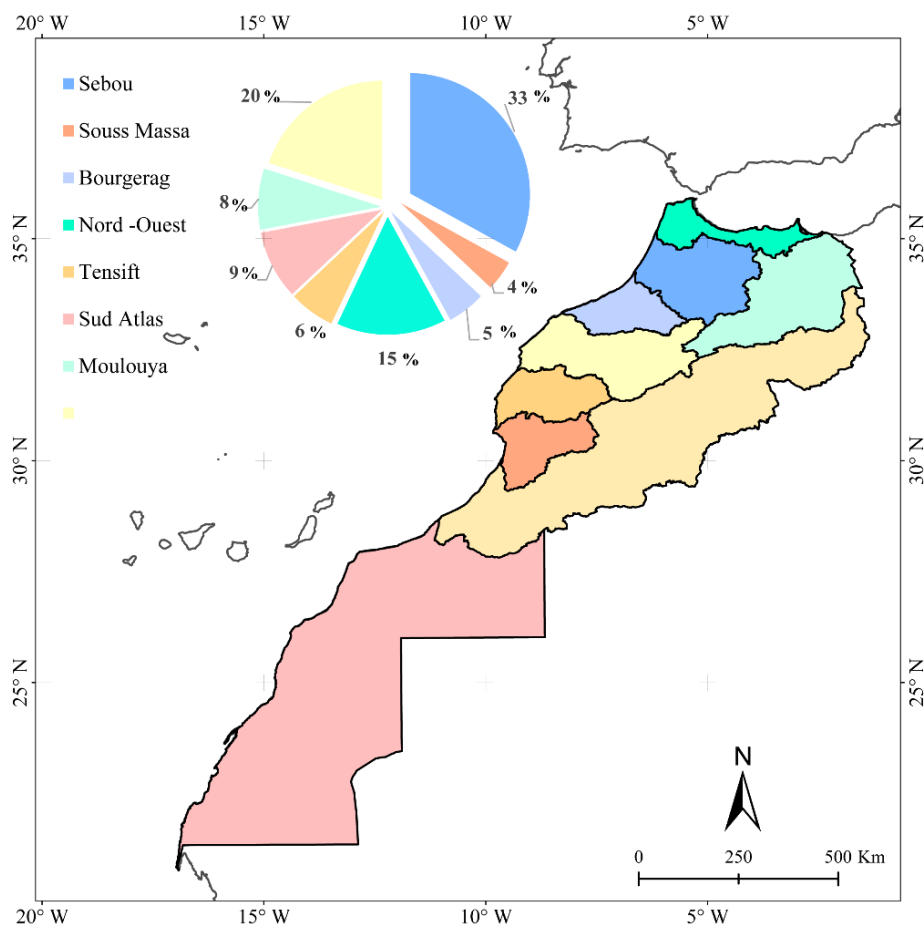 20° W 15° W 10° W 5° W
Sebou
Souss Massa
Bourgerag
Nord -Ouest
Tensift
Sud Atlas
Moulouya
33 %
4 %
5 %
15 %
6 %
9 %
8 %
20 %
35° N
30° N
25° N
35° N
30° N
25° N
N
0 250 500 Km
20° W 15° W 10° W 5° W